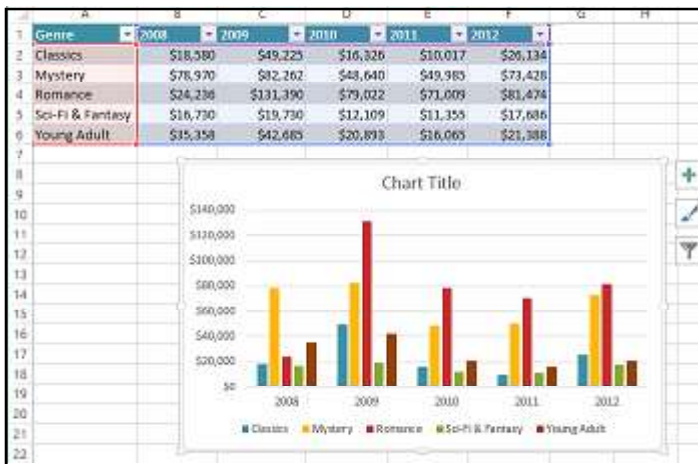 A B C D E F G H
1 Genre 2008 2009 2010 2011 2012
2 Classics $18,580 $49,225 $16,326 $10,017 $26,134
3 Mystery $78,970 $82,262 $48,640 $49,985 $73,428
4 Romance $24,236 $131,390 $79,022 $71,009 $81,474
5 Sci-Fi & Fantasy $16,730 $19,730 $12,109 $11,355 $17,686
6 Young Adult $35,358 $42,685 $20,893 $16,065 $21,388
7
8
9
10
11
12
13
14
15
16
17
18
19
20
21
22
Chart Title
$140,000
$120,000
$100,000
$80,000
$60,000
$40,000
$20,000
$0
2008 2009 2010 2011 2012
Classics Mystery Romance Sci-Fi & Fantasy Young Adult